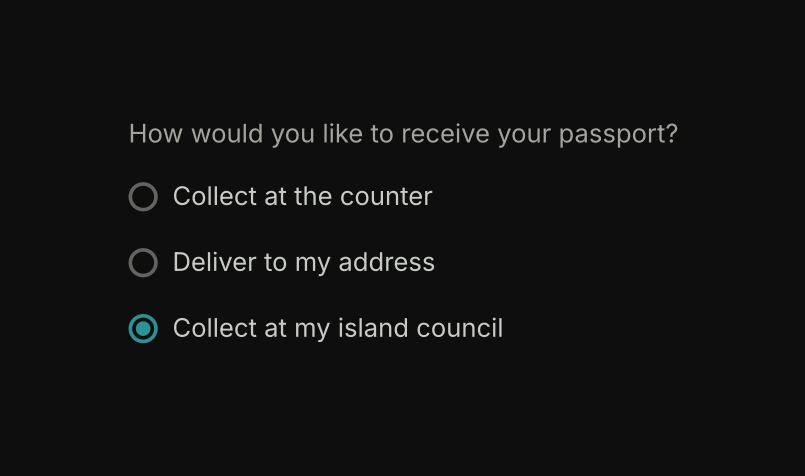 How would you like to receive your passport?
Collect at the counter
Deliver to my address
Collect at my island council